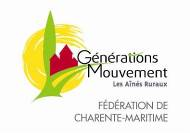 Générations
Mouvement
Les Aînés Ruraux
FÉDÉRATION DE
CHARENTE-MARITIME